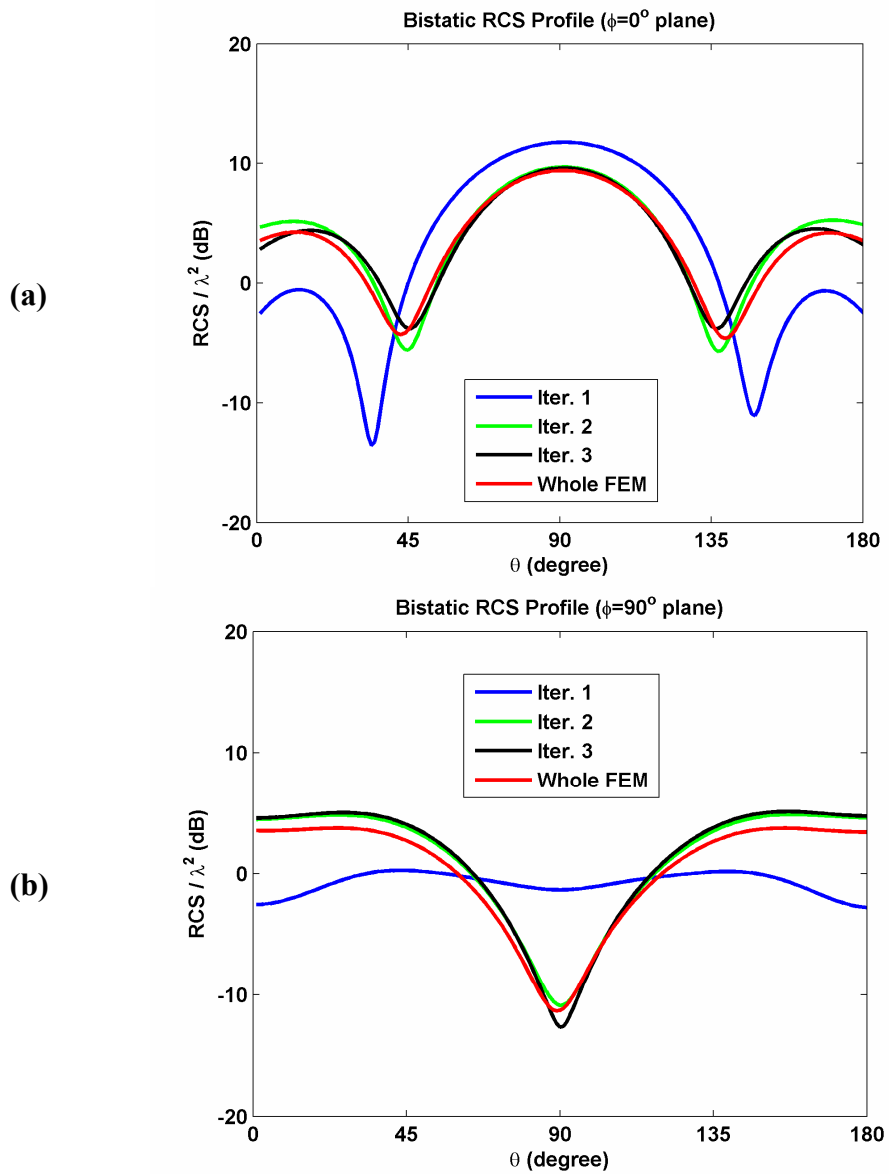 Bistatic RCS Profile (ϕ=0° plane)
(a)
RCS / λ² (dB)
20
10
0
-10
-20
Iter. 1
Iter. 2
Iter. 3
Whole FEM
0 45 90 135 180
θ (degree)
Bistatic RCS Profile (ϕ=90° plane)
(b)
RCS / λ² (dB)
20
10
0
-10
-20
Iter. 1
Iter. 2
Iter. 3
Whole FEM
0 45 90 135 180
θ (degree)